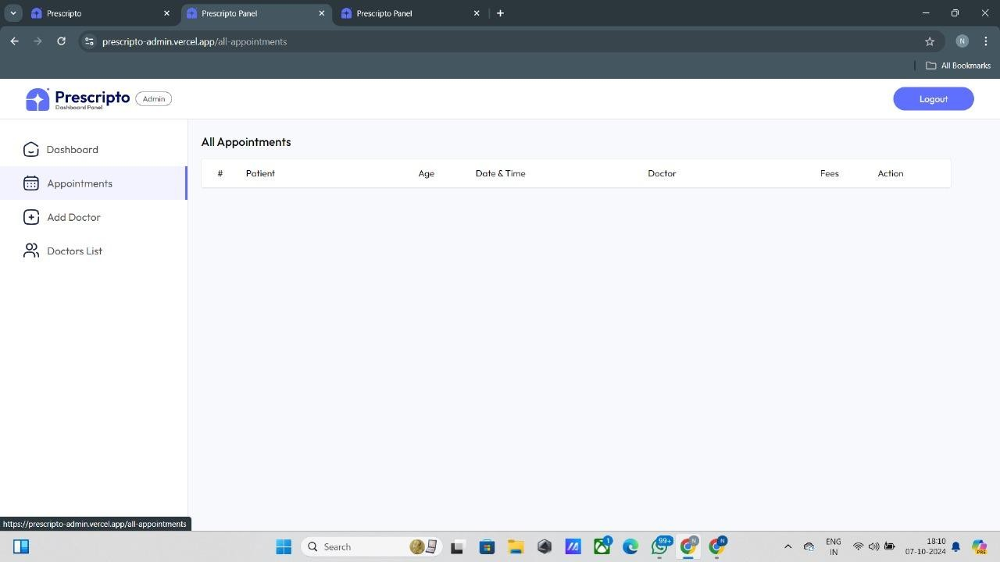 Prescripto
Prescripto Panel
Prescripto Panel
prescripto-admin.vercel.app/all-appointments
N
All Bookmarks
Prescripto
Dashboard Panel
Admin
Logout
Dashboard
Appointments
Add Doctor
Doctors List
All Appointments
# Patient Age Date & Time Doctor Fees Action
https://prescripto-admin.vercel.app/all-appointments
Search
1
99+
N
N
ENG
IN
18:10
07-10-2024
PRE